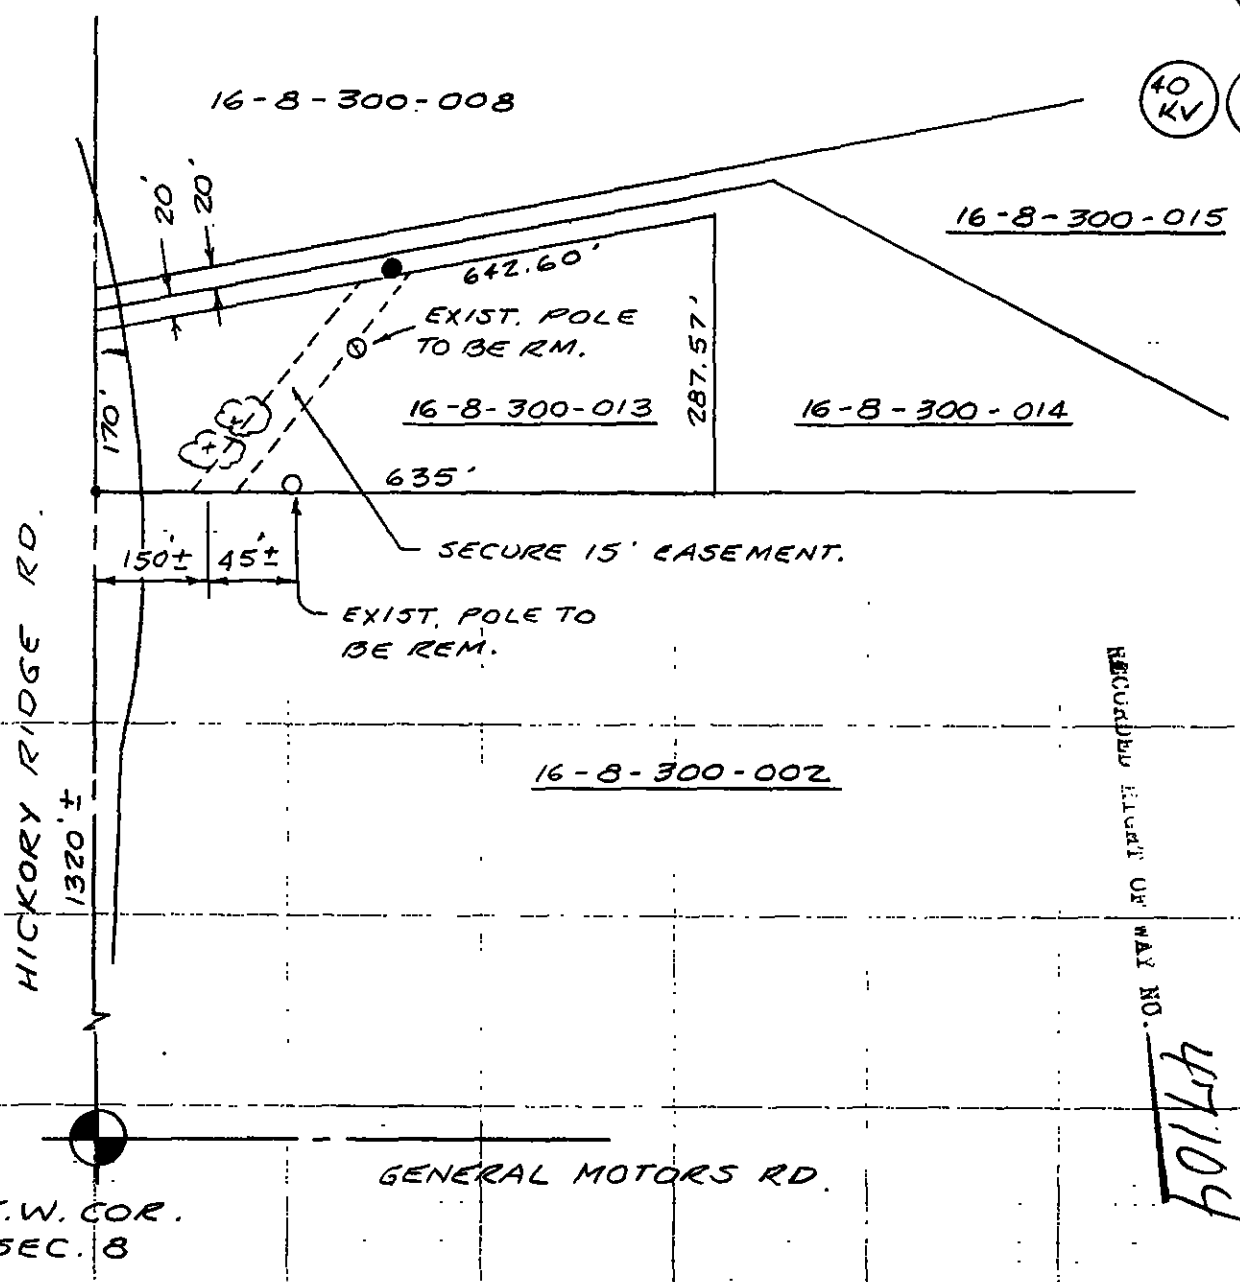 16-8-300-008
40
KV
20'
20'
16-8-300-015
642.60'
EXIST. POLE
TO BE RM.
287.57'
170'
16-8-300-013
16-8-300-014
635'
150'±
45'±
SECURE 15' EASEMENT.
EXIST. POLE TO
BE REM.
HICKORY RIDGE RD.
1320'±
16-8-300-002
RECORDED RIGHT OF WAY NO.
47104
GENERAL MOTORS RD.
.W. COR.
SEC. 8